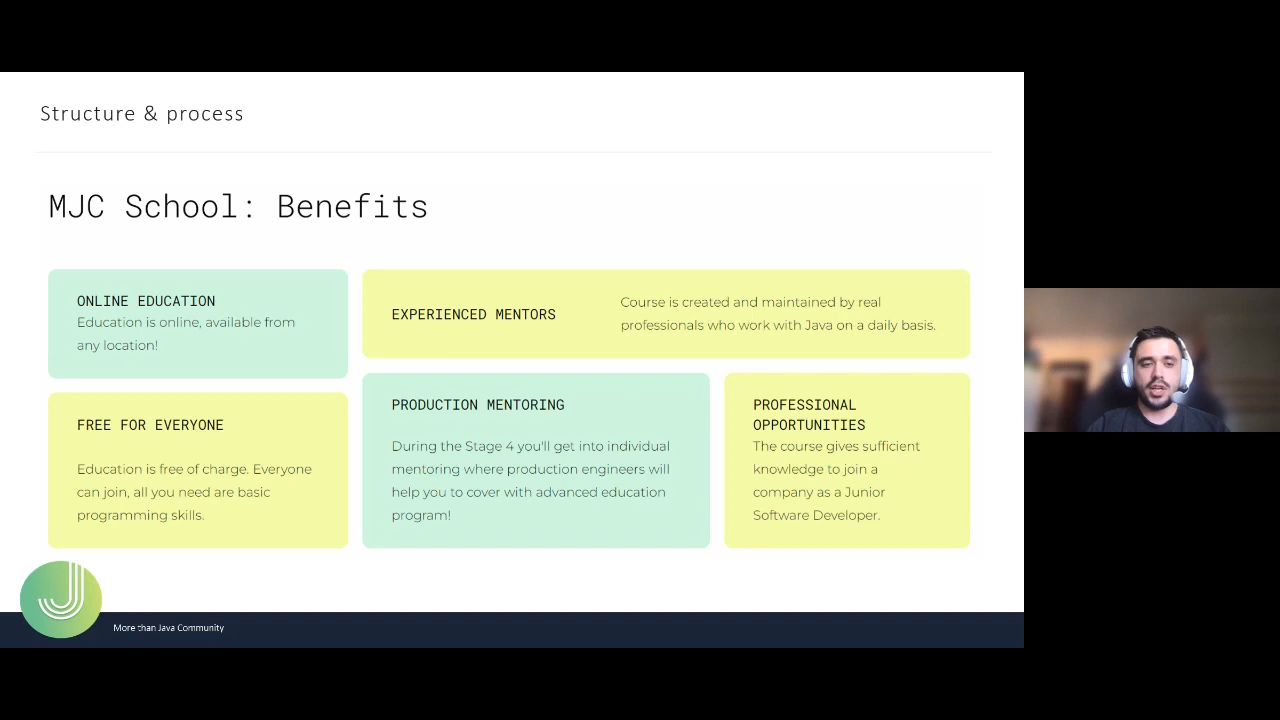 Structure & process
MJC School: Benefits
ONLINE EDUCATION
Education is online, available from
any location!
EXPERIENCED MENTORS
Course is created and maintained by real
professionals who work with Java on a daily basis.
FREE FOR EVERYONE
Education is free of charge. Everyone
can join, all you need are basic
programming skills.
PRODUCTION MENTORING
During the Stage 4 you'll get into individual
mentoring where production engineers will
help you to cover with advanced education
program!
PROFESSIONAL
OPPORTUNITIES
The course gives sufficient
knowledge to join a
company as a Junior
Software Developer.
J
More than Java Community